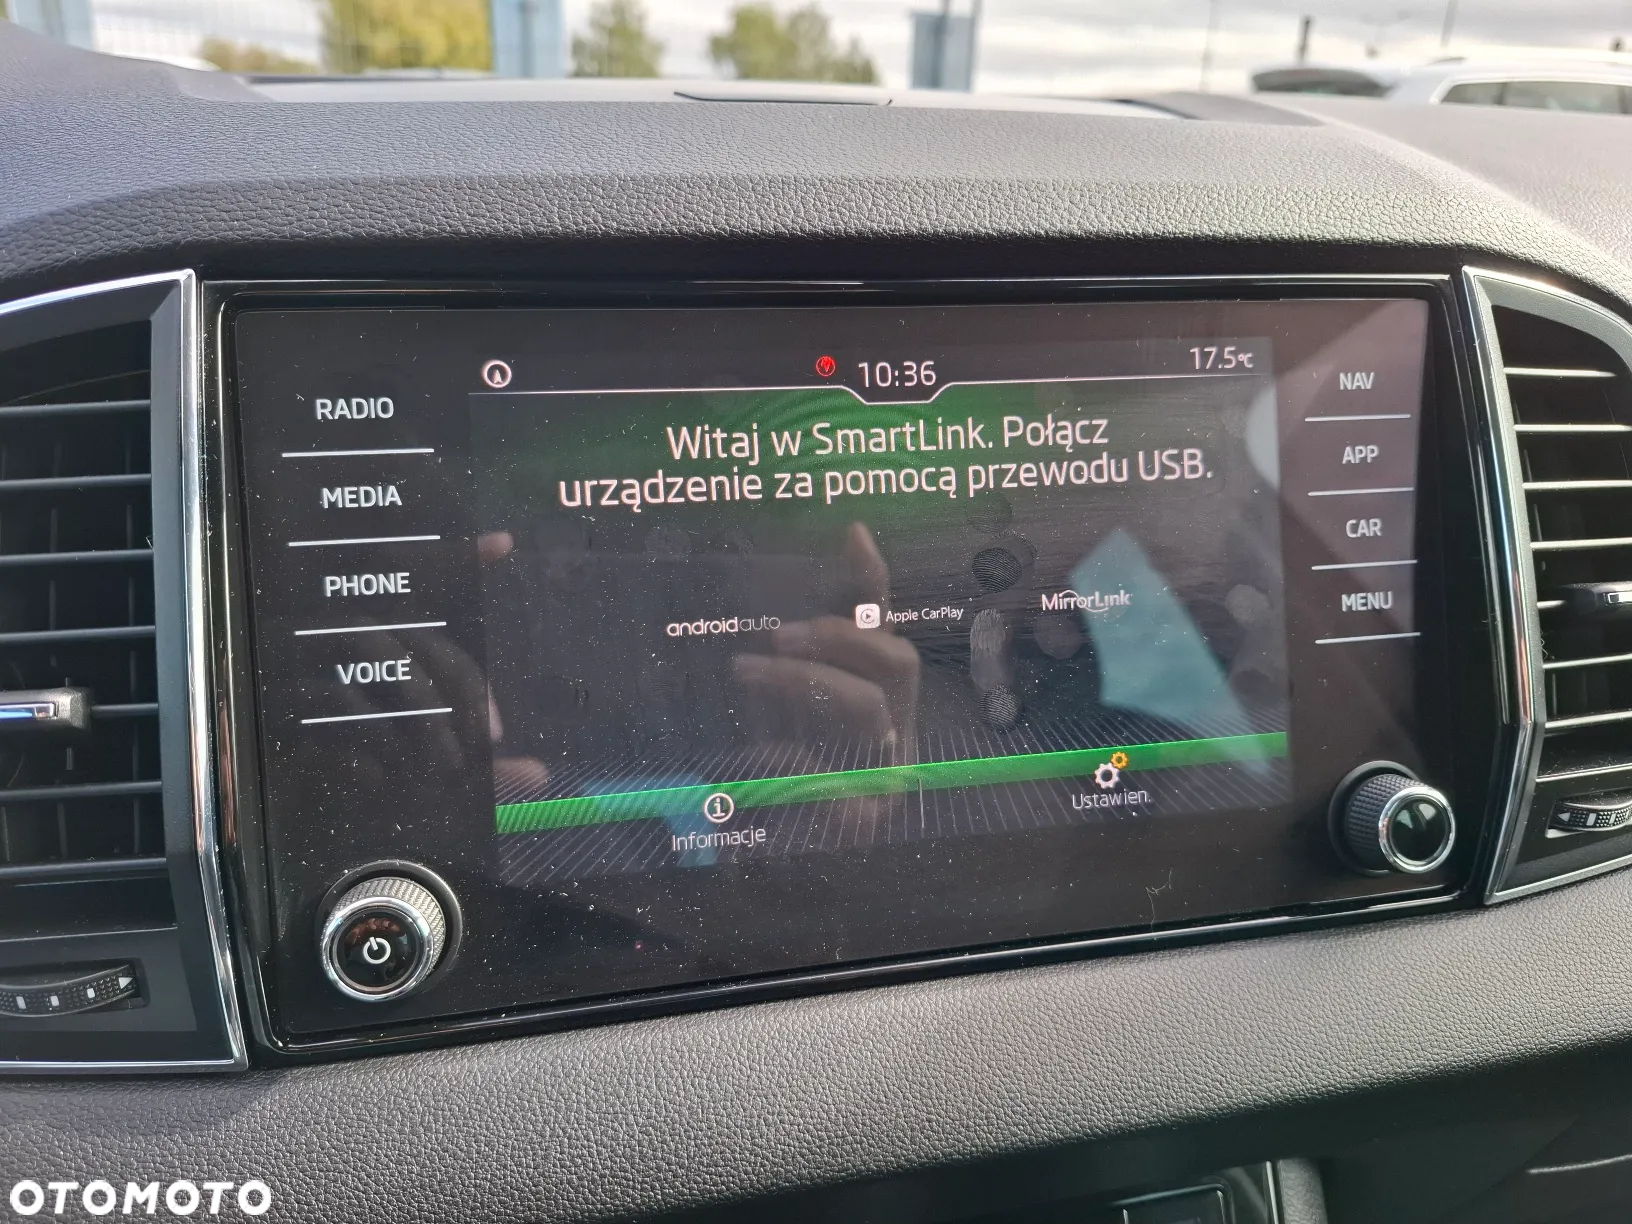 10:36
17.5°C
RADIO
MEDIA
PHONE
VOICE
Witaj w SmartLink. Połącz
urządzenie za pomocą przewodu USB.
androidauto
Apple CarPlay
MirrorLink
Informacje
Ustawien.
NAV
APP
CAR
MENU
OTOMOTO